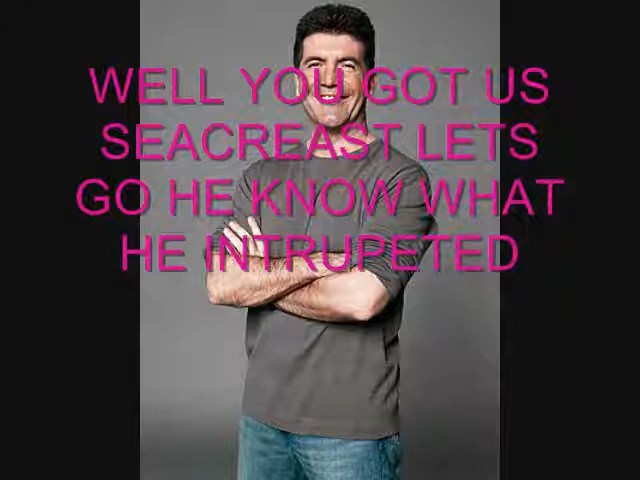 WELL YOU GOT US
SEACREAST LETS
GO HE KNOW WHAT
HE INTRUPETED